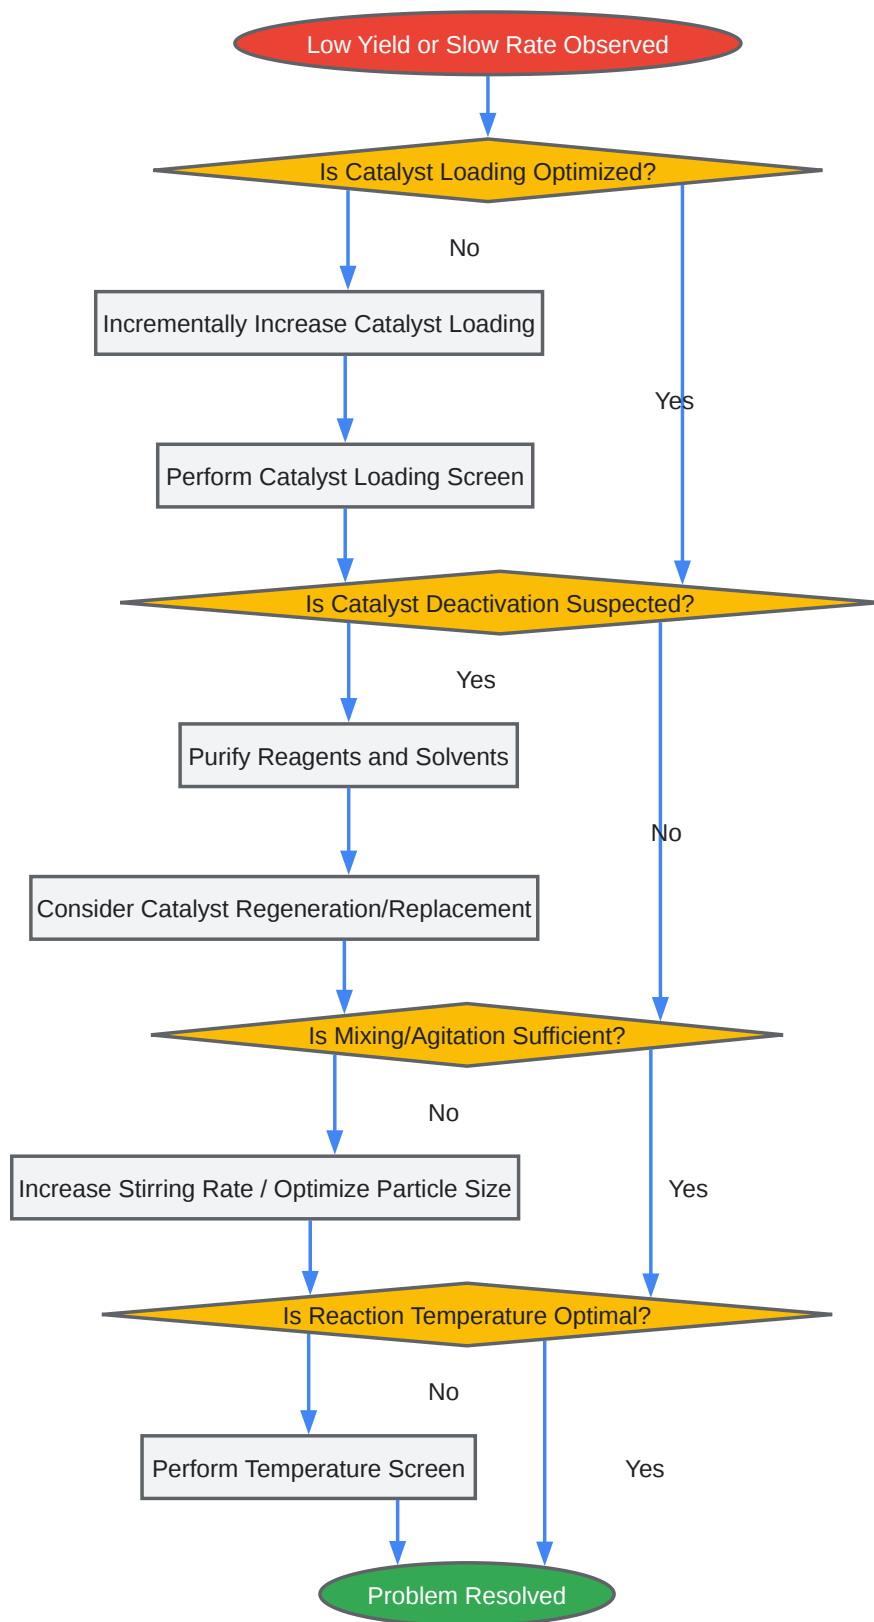 Low Yield or Slow Rate Observed
Is Catalyst Loading Optimized?
No
Incrementally Increase Catalyst Loading
Yes
Perform Catalyst Loading Screen
Is Catalyst Deactivation Suspected?
Yes
Purify Reagents and Solvents
No
Consider Catalyst Regeneration/Replacement
Is Mixing/Agitation Sufficient?
No
Increase Stirring Rate / Optimize Particle Size
Yes
Is Reaction Temperature Optimal?
No
Perform Temperature Screen
Yes
Problem Resolved